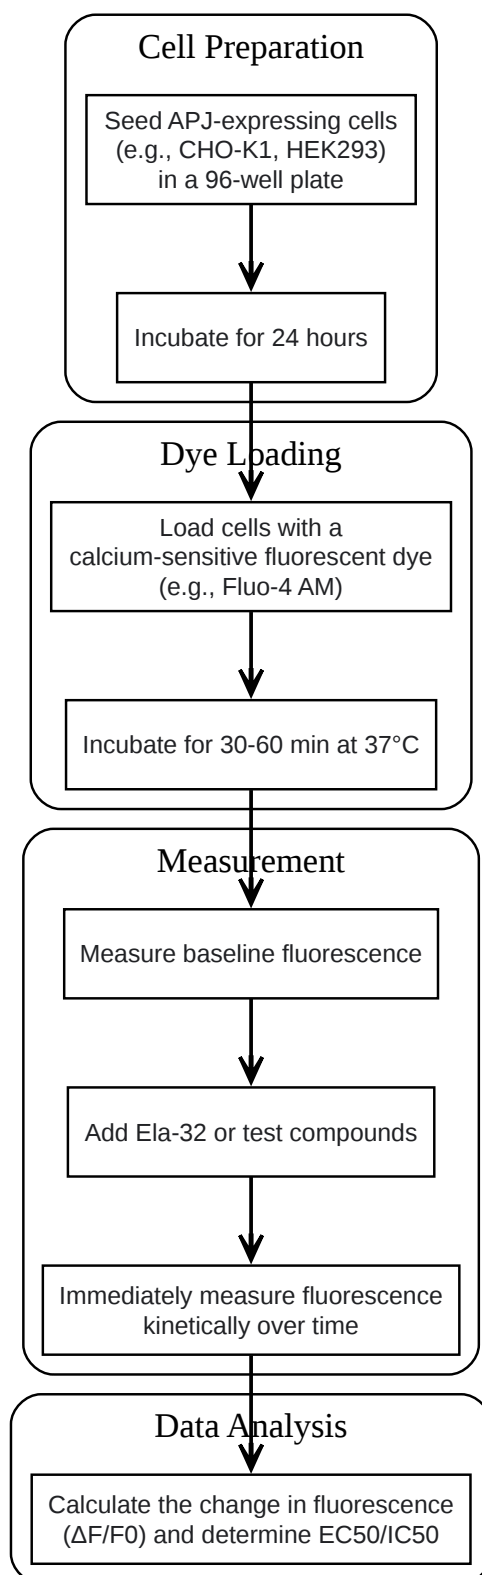 Cell Preparation
Seed APJ-expressing cells
(e.g., CHO-K1, HEK293)
in a 96-well plate
Incubate for 24 hours
Dye Loading
Load cells with a
calcium-sensitive fluorescent dye
(e.g., Fluo-4 AM)
Incubate for 30-60 min at 37°C
Measurement
Measure baseline fluorescence
Add Ela-32 or test compounds
Immediately measure fluorescence
kinetically over time
Data Analysis
Calculate the change in fluorescence
(ΔF/F0) and determine EC50/IC50